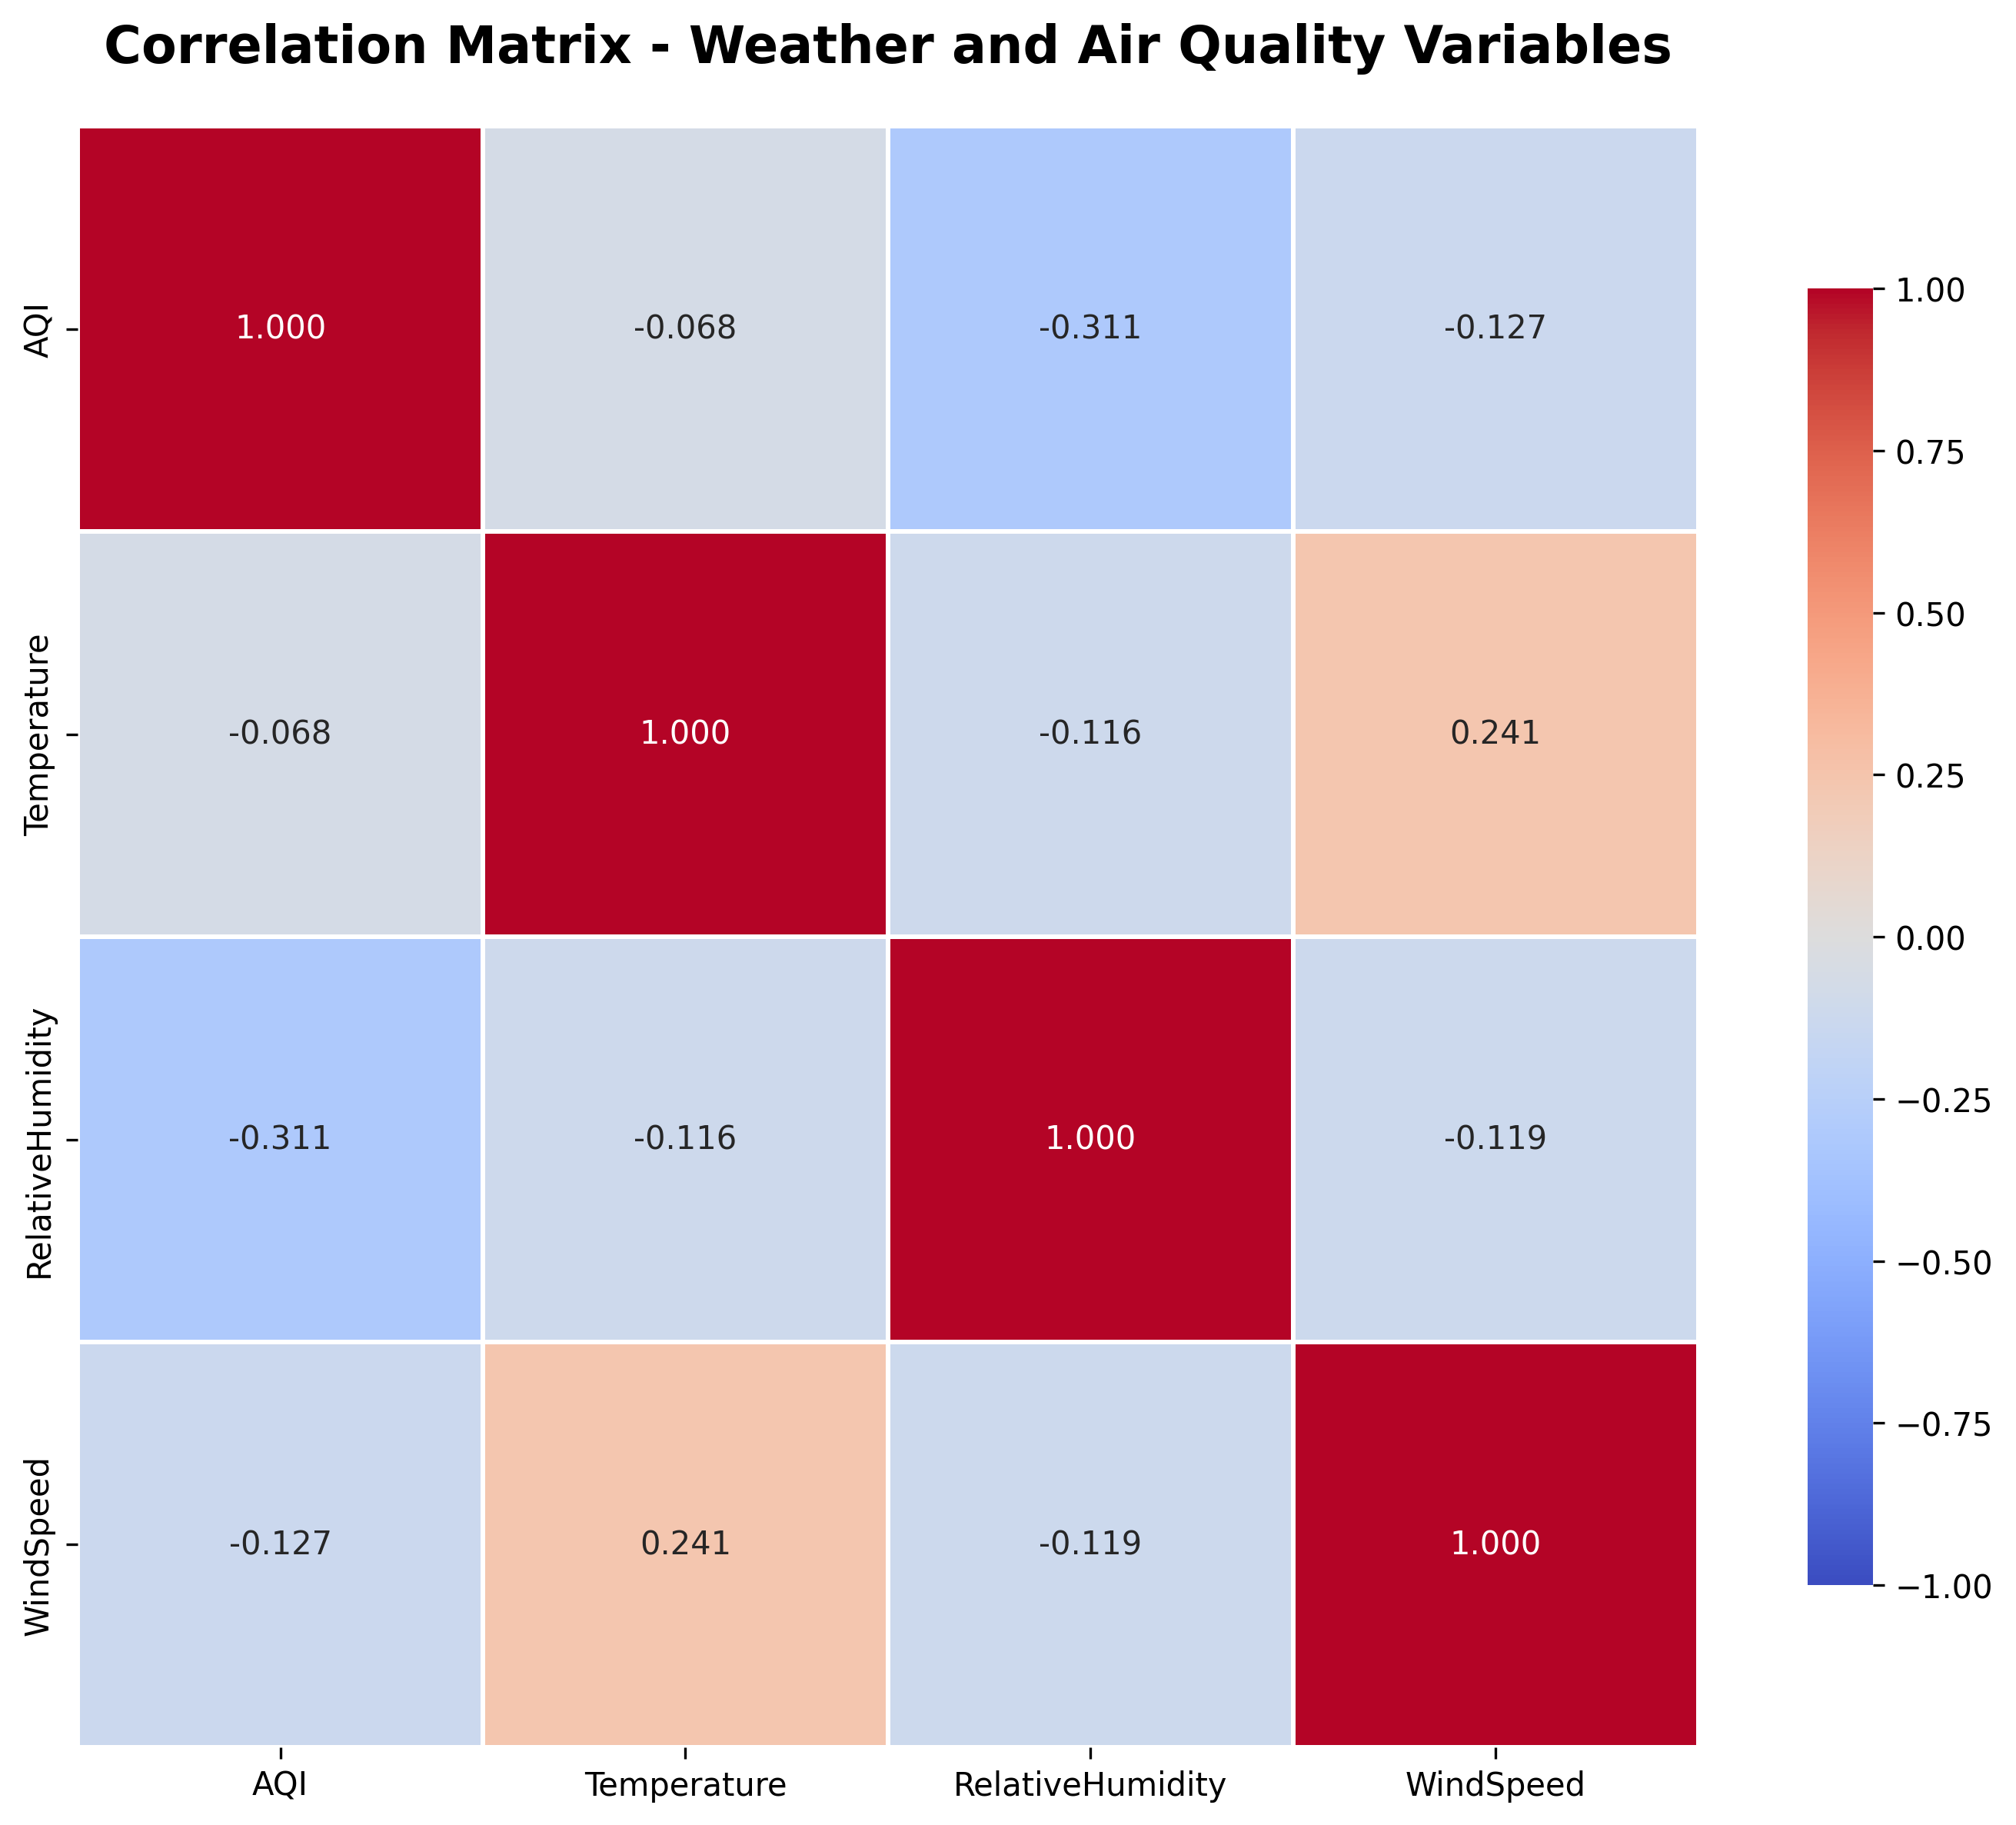 Correlation Matrix - Weather and Air Quality Variables
AQI
1.000
-0.068
-0.311
-0.127
Temperature
-0.068
1.000
-0.116
0.241
RelativeHumidity
-0.311
-0.116
1.000
-0.119
WindSpeed
-0.127
0.241
-0.119
1.000
AQI
Temperature
RelativeHumidity
WindSpeed
1.00
0.75
0.50
0.25
0.00
−0.25
−0.50
−0.75
−1.00